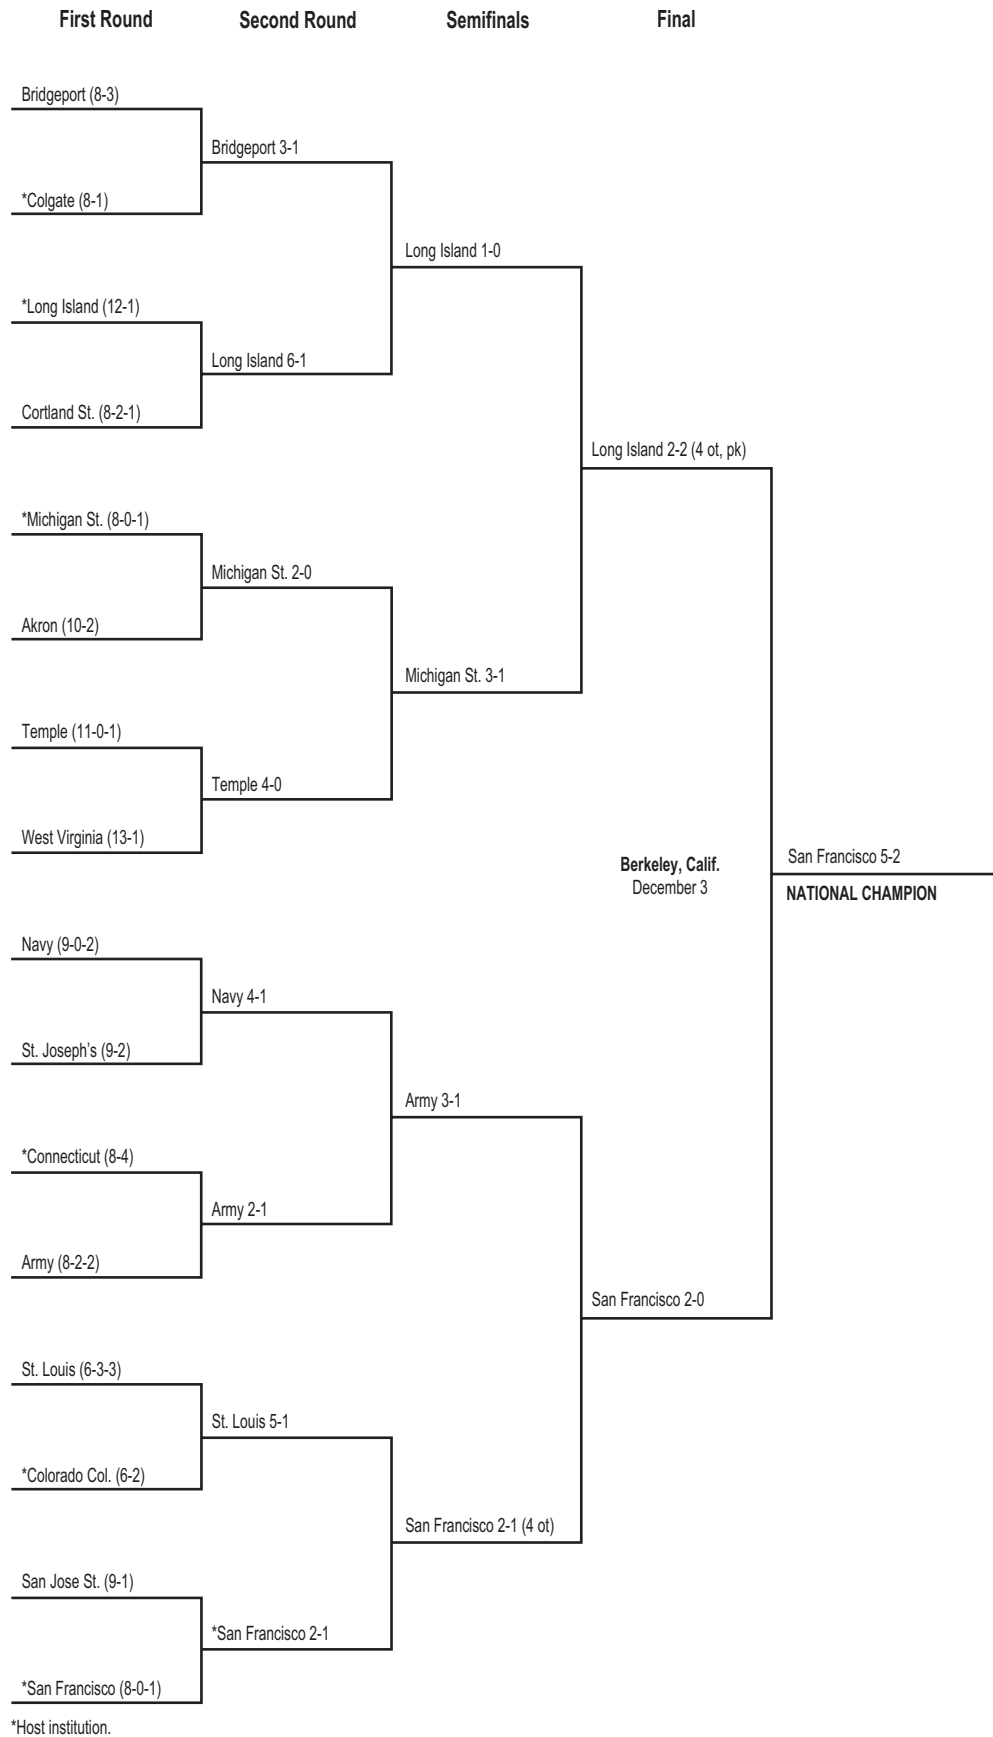 First Round Second Round Semifinals Final
Bridgeport (8-3)
Bridgeport 3-1
*Colgate (8-1)
Long Island 1-0
*Long Island (12-1)
Long Island 6-1
Cortland St. (8-2-1)
Long Island 2-2 (4 ot, pk)
*Michigan St. (8-0-1)
Michigan St. 2-0
Akron (10-2)
Michigan St. 3-1
Temple (11-0-1)
Temple 4-0
West Virginia (13-1)
San Francisco 5-2
Berkeley, Calif.
December 3
NATIONAL CHAMPION
Navy (9-0-2)
Navy 4-1
St. Joseph's (9-2)
Army 3-1
*Connecticut (8-4)
Army 2-1
Army (8-2-2)
San Francisco 2-0
St. Louis (6-3-3)
St. Louis 5-1
*Colorado Col. (6-2)
San Francisco 2-1 (4 ot)
San Jose St. (9-1)
*San Francisco 2-1
*San Francisco (8-0-1)
*Host institution.